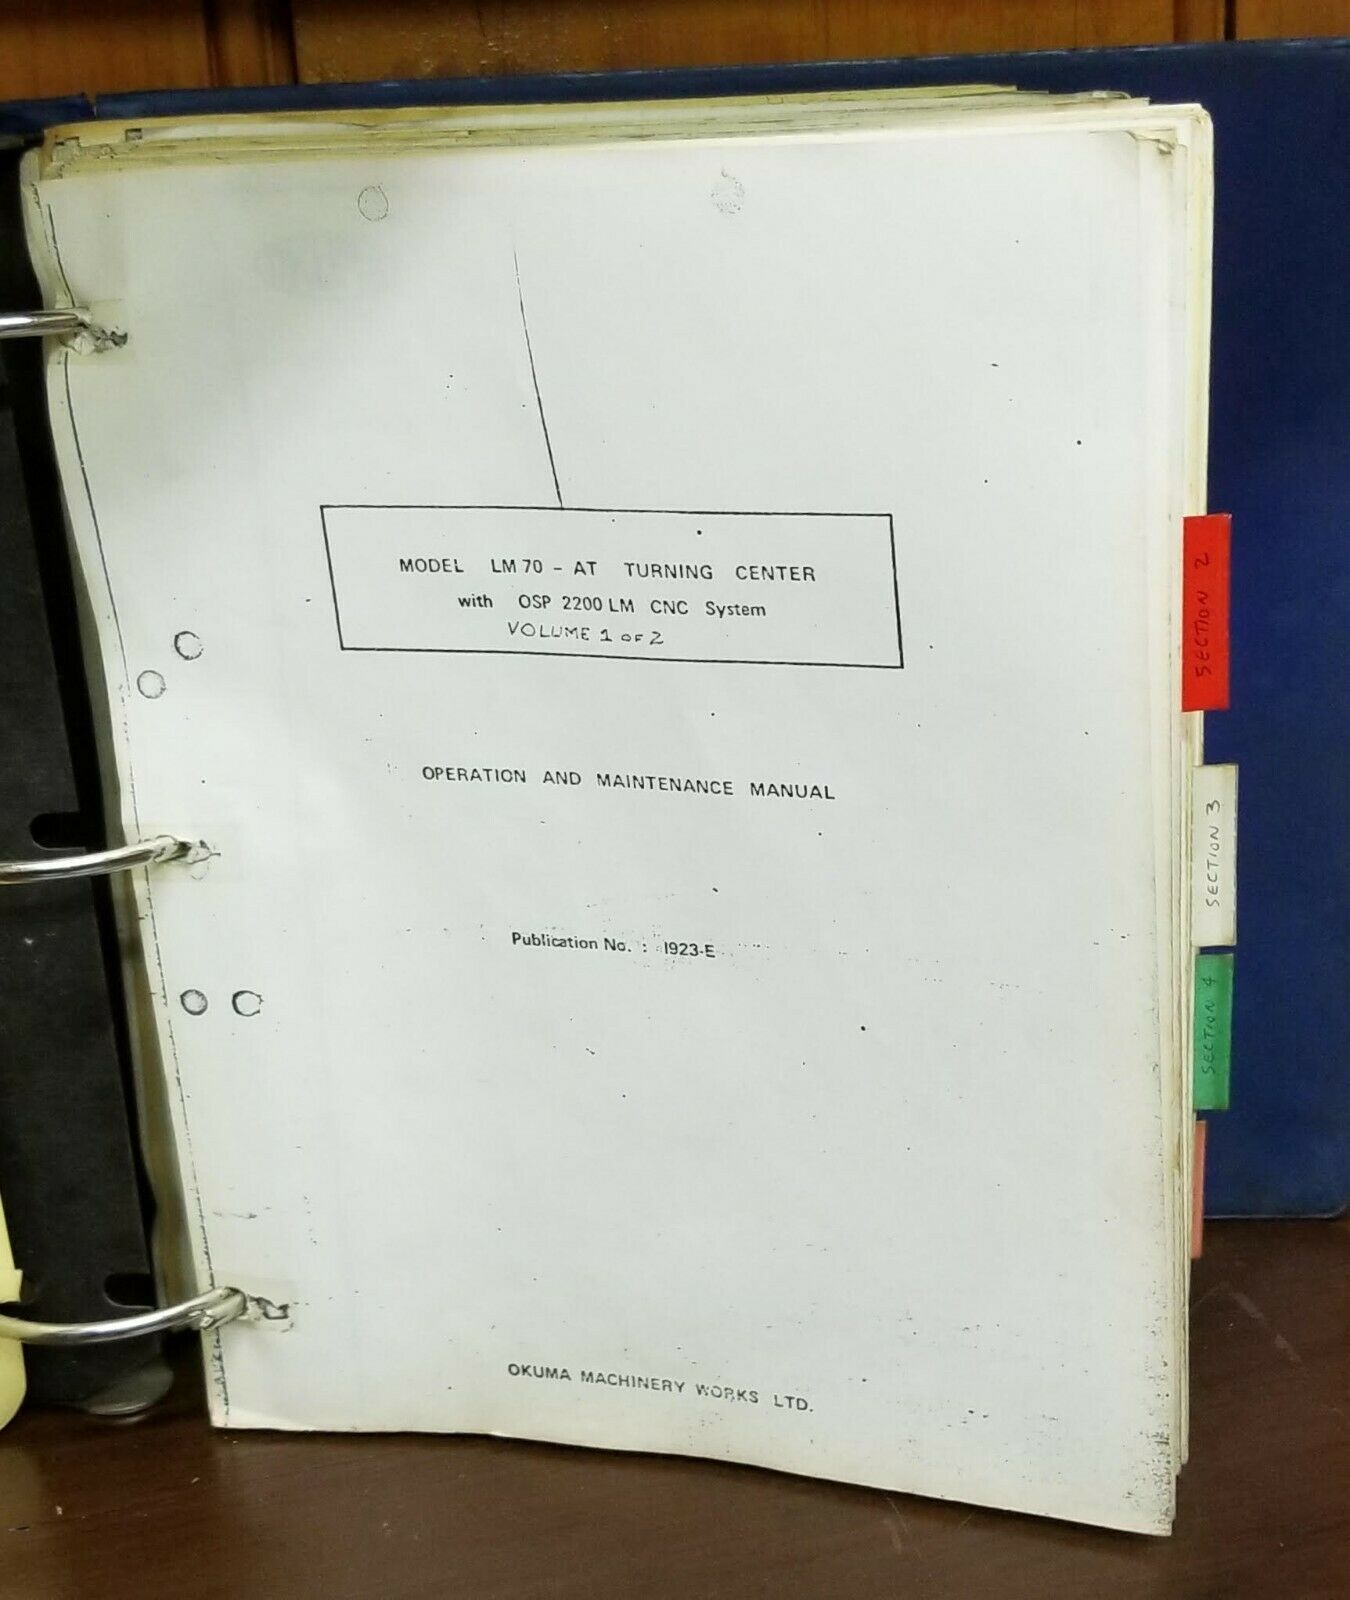 MODEL LM 70 - AT TURNING CENTER
with OSP 2200 LM CNC System
VOLUME 1 OF 2
OPERATION AND MAINTENANCE MANUAL
Publication No. : 1923-E
OKUMA MACHINERY WORKS LTD.
SECTION 2
SECTION 3
SECTION 4